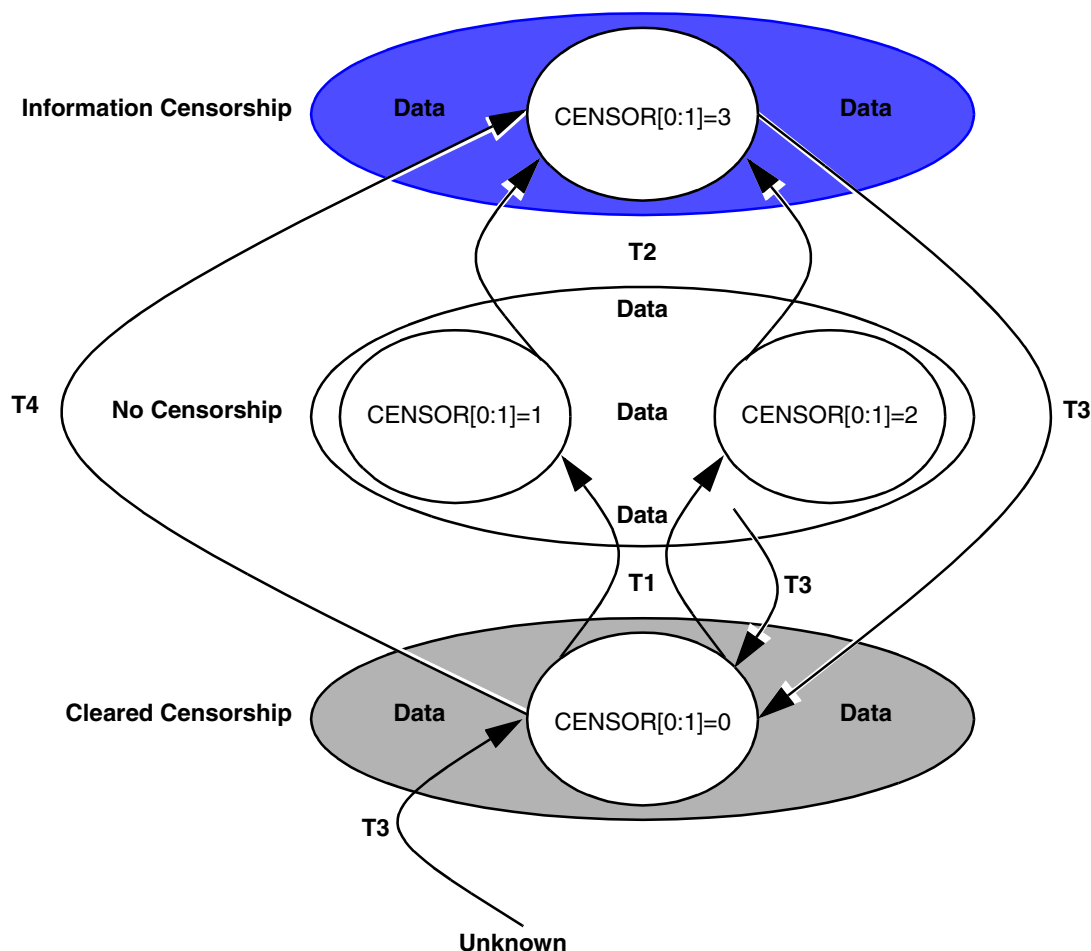 Information Censorship
Data
CENSOR[0:1]=3
Data
T2
Data
T4
No Censorship
CENSOR[0:1]=1
Data
CENSOR[0:1]=2
T3
Data
T1
T3
Cleared Censorship
Data
CENSOR[0:1]=0
Data
T3
Unknown